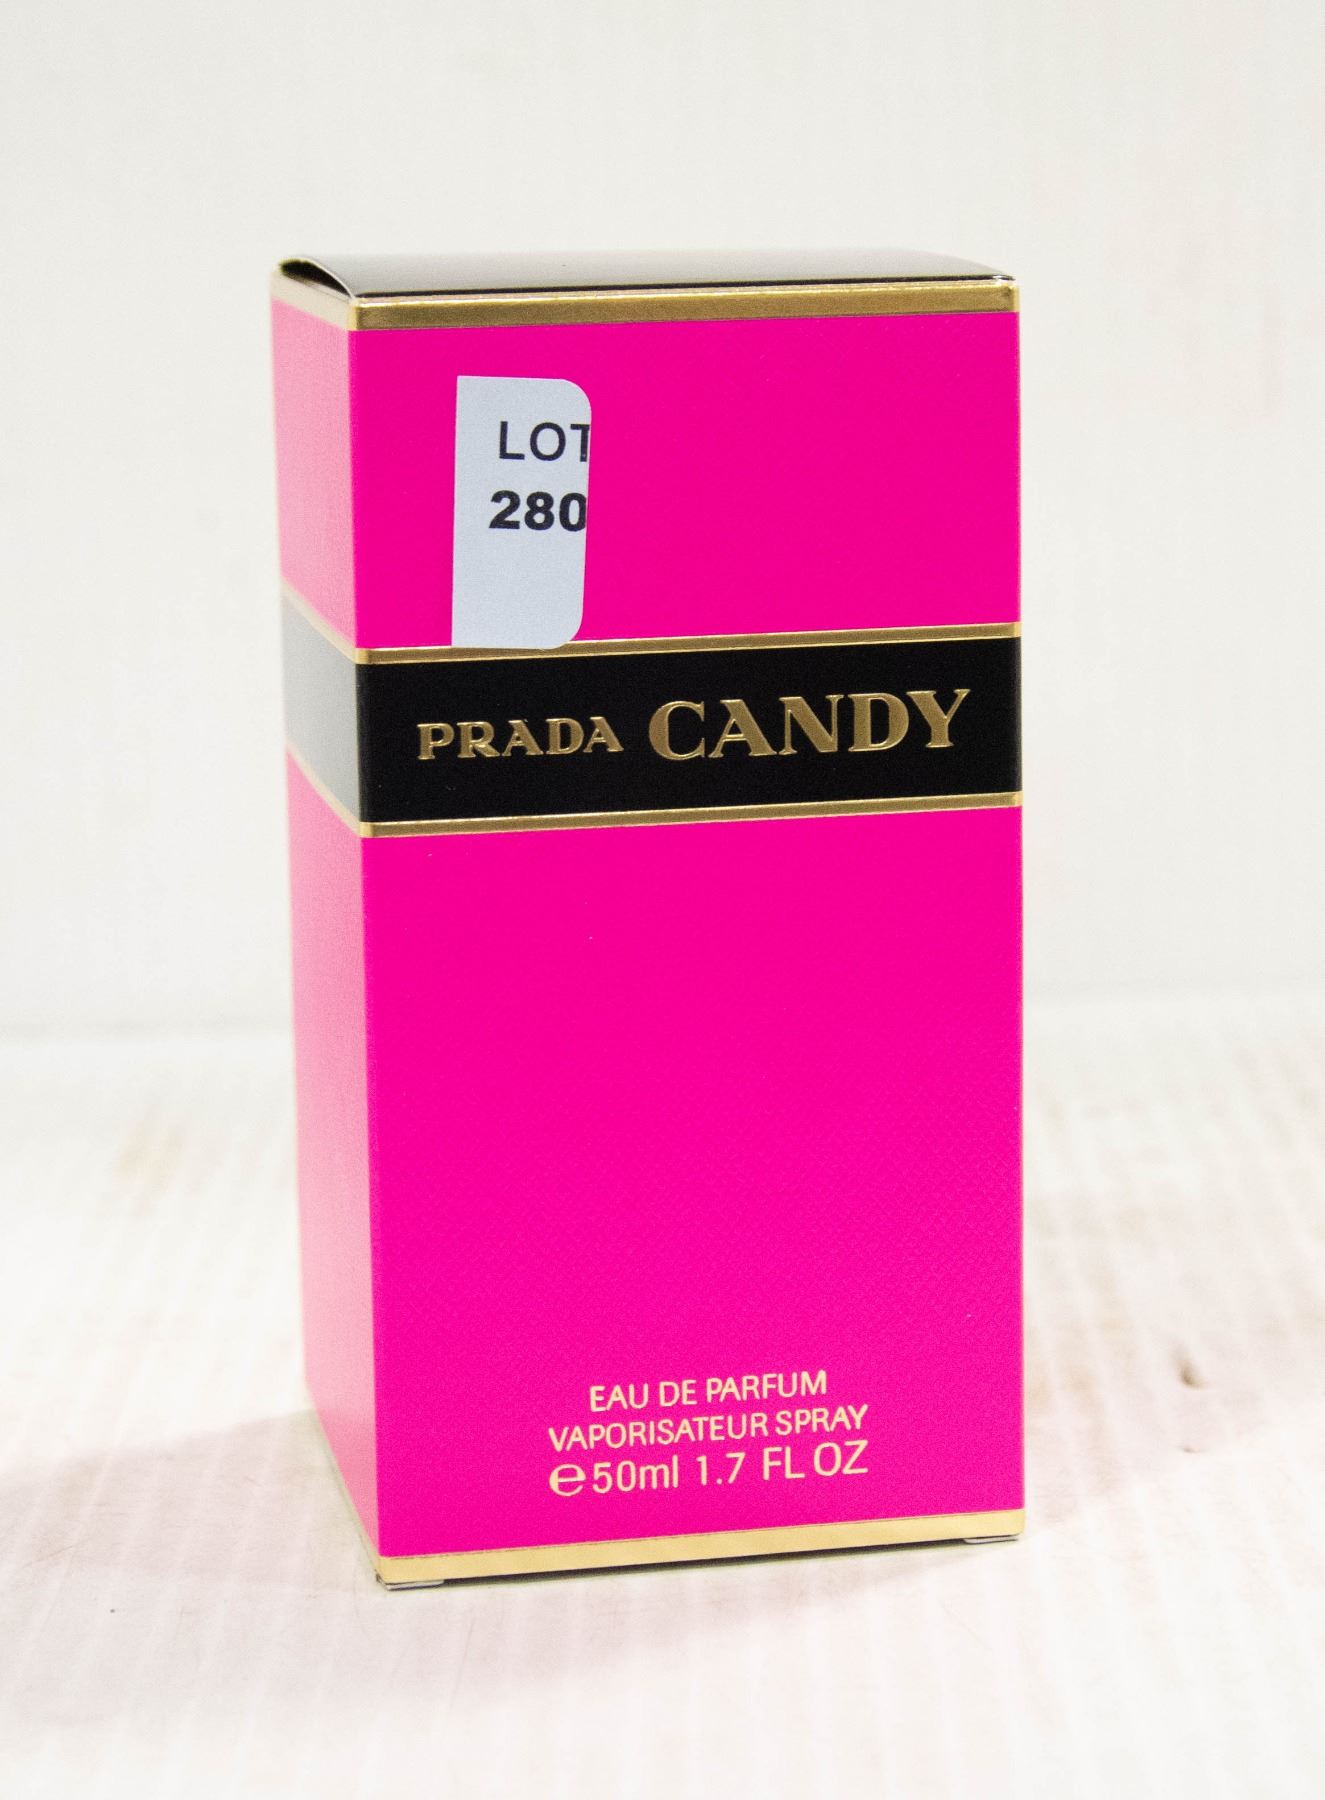 LOT
280
PRADA CANDY
EAU DE PARFUM
VAPORISATEUR SPRAY
℮50ml 1.7 FL OZ